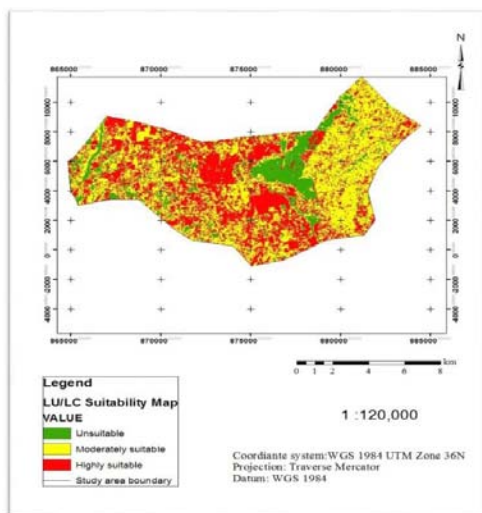 N
865000 870000 875000 880000 885000
10000 10000
8000 8000
6000 6000
4000 4000
2000 2000
0 0
-2000 -2000
-4000 -4000
865000 870000 875000 880000 885000
0 1 2 4 6 8 km
Legend
LU/LC Suitability Map
VALUE
Unsuitable
Moderately suitable
Highly suitable
Study area boundary
1 :120,000
Coordiante system:WGS 1984 UTM Zone 36N
Projection: Traverse Mercator
Datum: WGS 1984